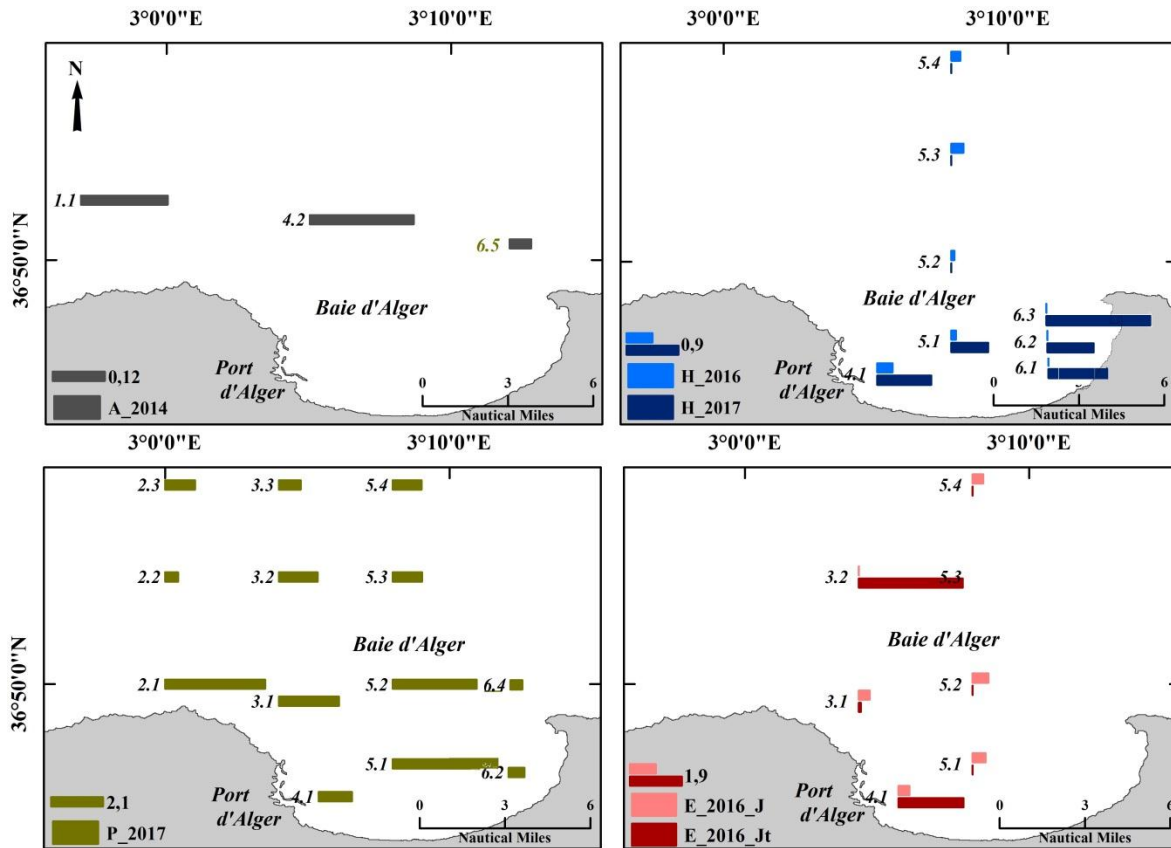 3°0'0"E 3°10'0"E 3°0'0"E 3°10'0"E
N
5.4
5.3
1.1
4.2
6.5
5.2
36°50'0"N
Baie d'Alger
Baie d'Alger
6.3
6.2
6.1
5.1
4.1
Port
d'Alger
0,12
A_2014
0 3 6
Nautical Miles
Port
d'Alger
0,9
H_2016
H_2017
0 3 6
Nautical Miles
3°0'0"E 3°10'0"E 3°0'0"E 3°10'0"E
2.3 3.3 5.4
2.2 3.2 5.3
Baie d'Alger
2.1 3.1 5.2 6.4
36°50'0"N
5.1 6.2
4.1
Port
d'Alger
2,1
P_2017
0 3 6
Nautical Miles
5.4
3.2 5.3
Baie d'Alger
5.2
3.1
5.1
4.1
Port
d'Alger
1,9
E_2016_J
E_2016_Jt
0 3 6
Nautical Miles